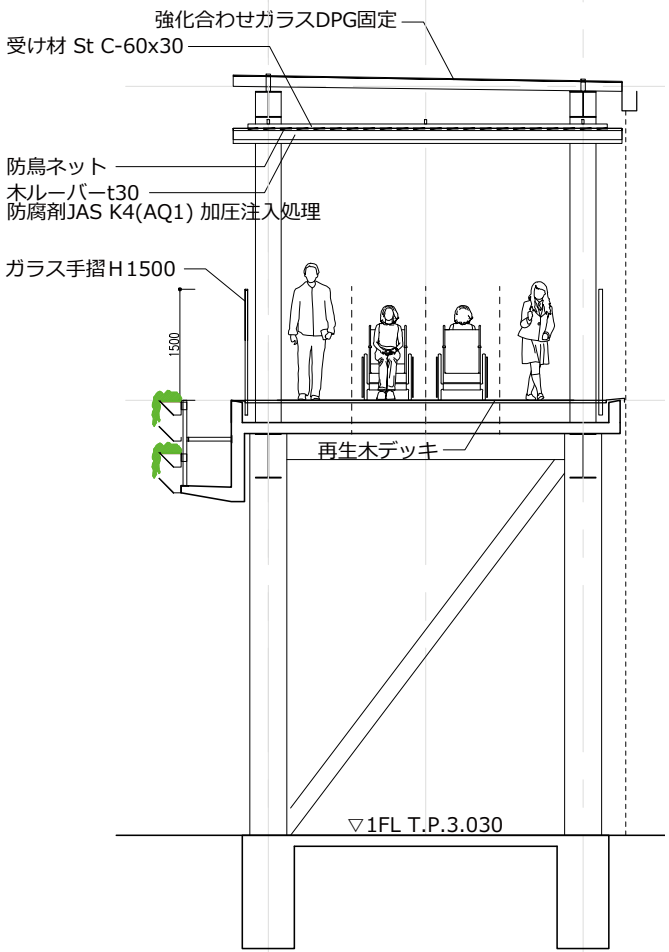 強化合わせガラスDPG固定
受け材 St C-60x30
防鳥ネット
木ルーバーt30
防腐剤JAS K4(AQ1) 加圧注入処理
ガラス手摺H1500
1500
再生木デッキ
▽1FL T.P.3.030